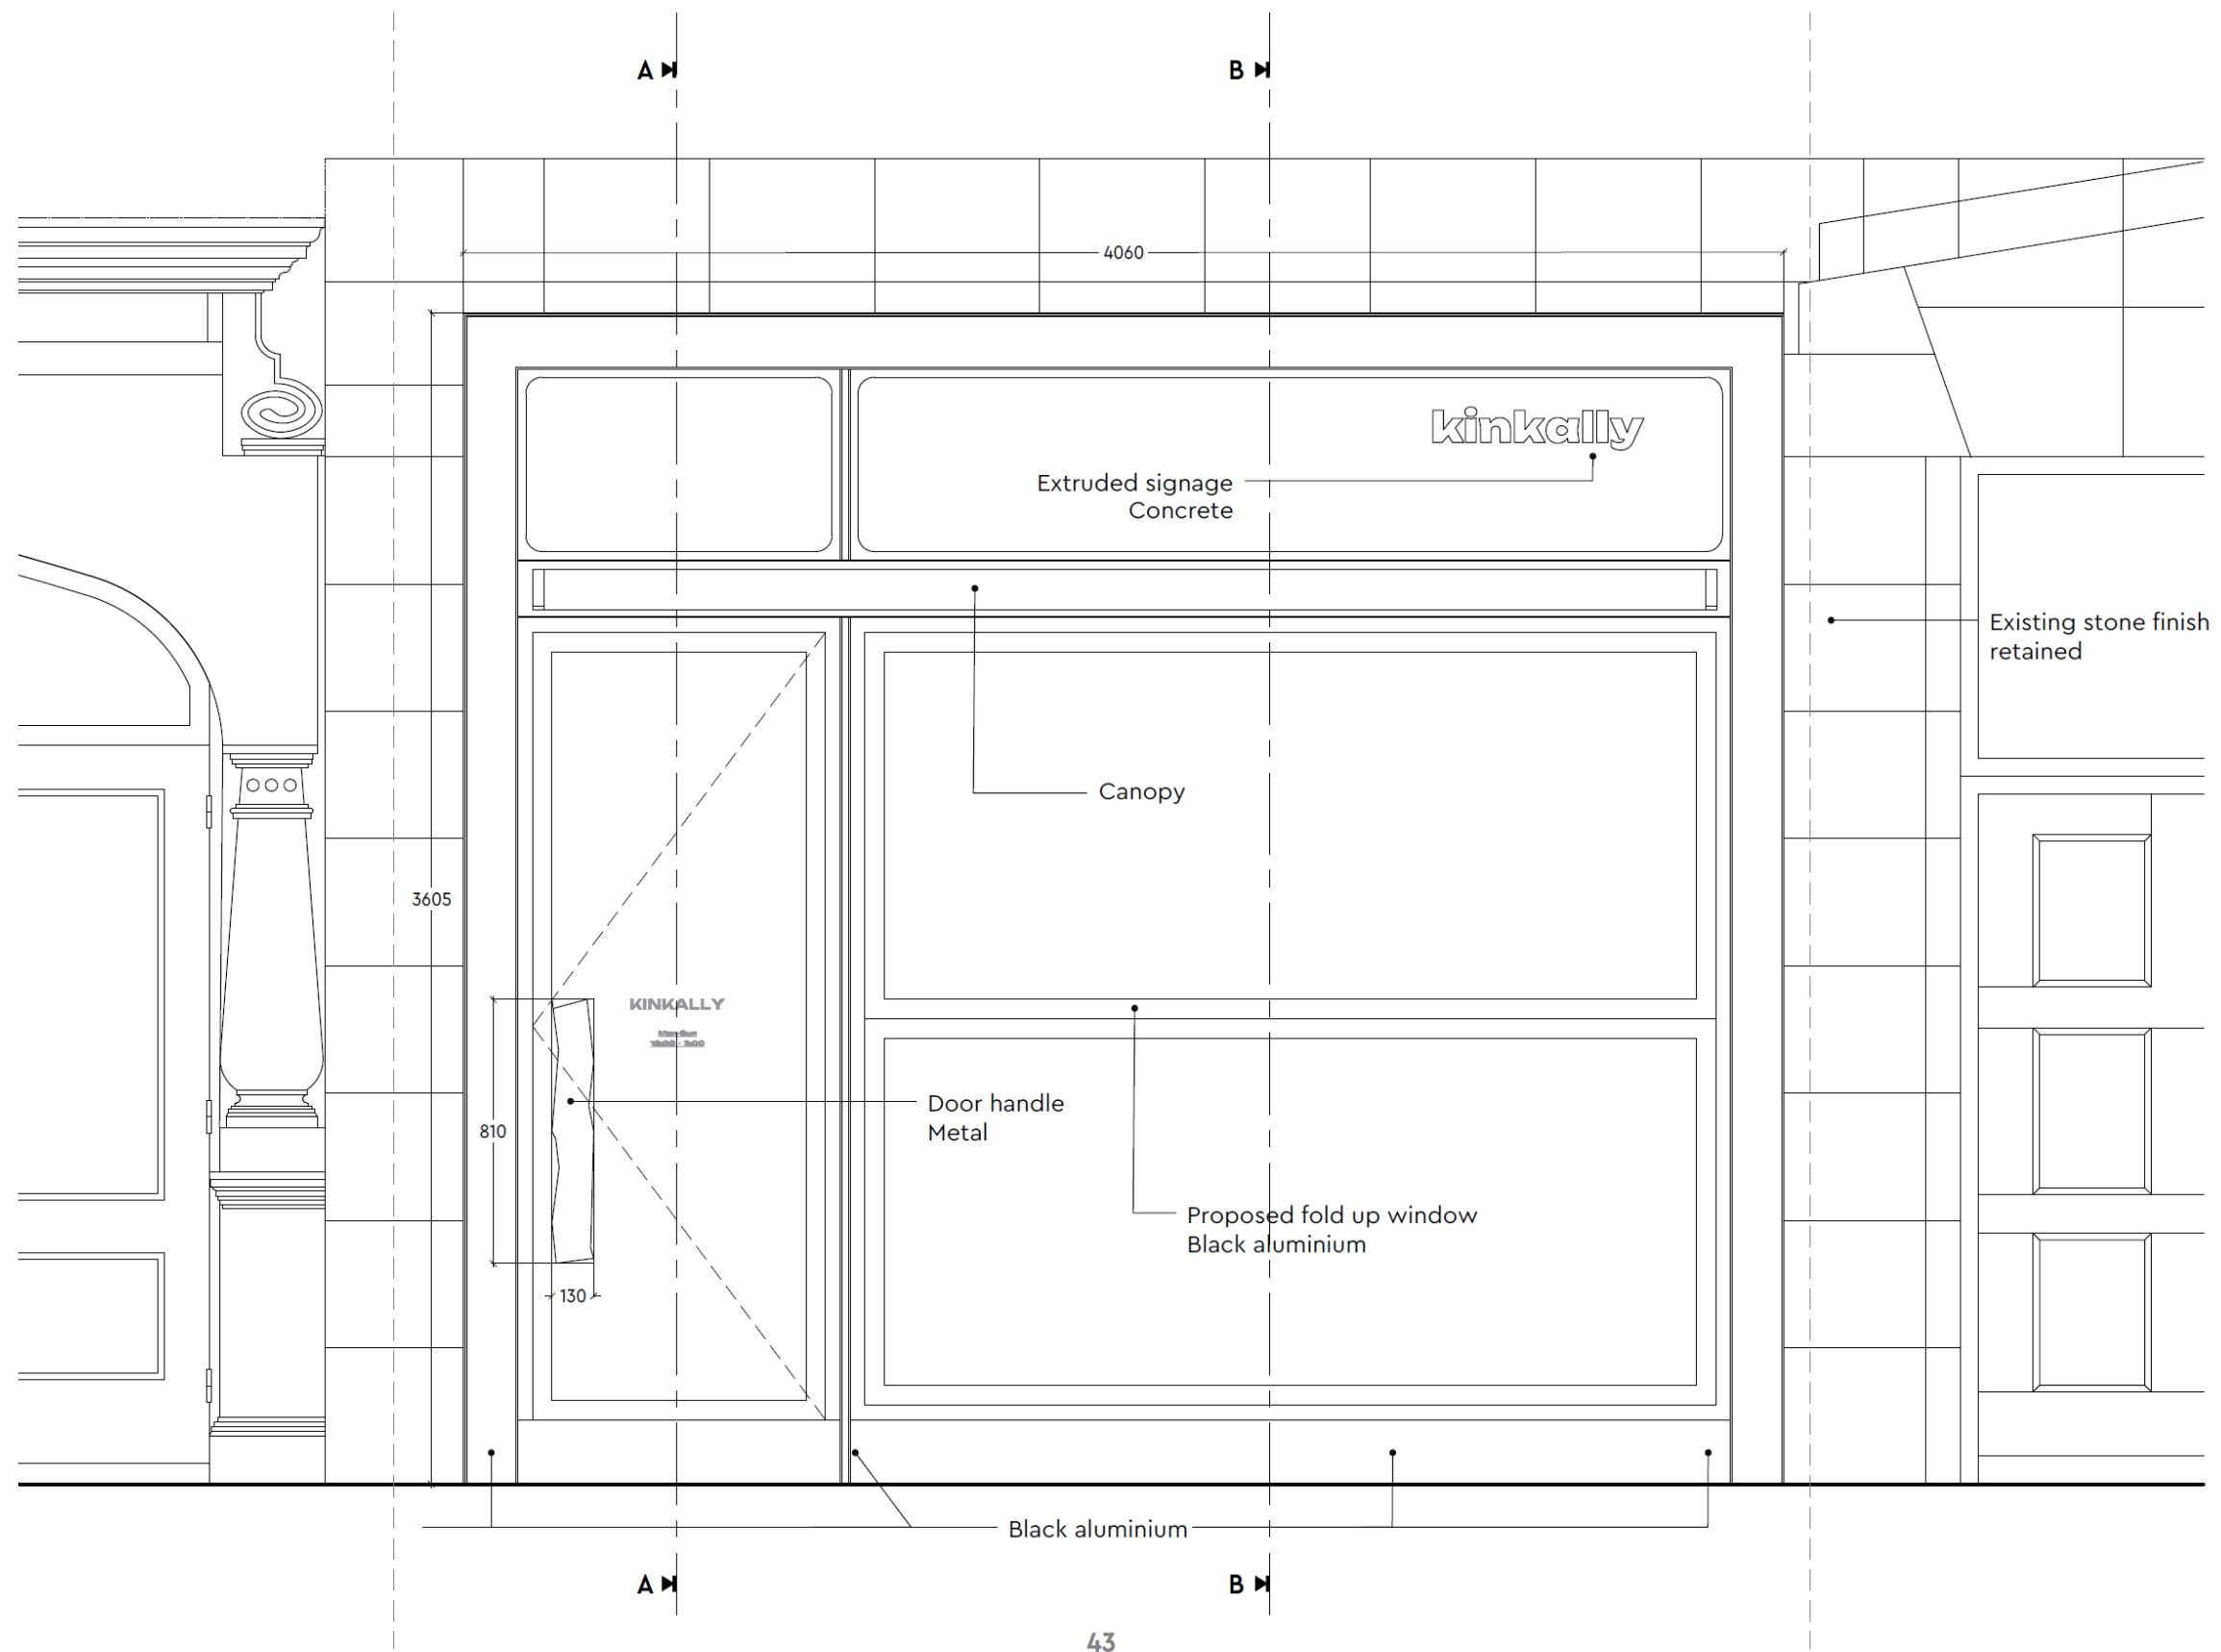 A
B
4060
kinkally
Extruded signage
Concrete
Existing stone finish
retained
Canopy
3605
KINKALLY
Door handle
Metal
810
Proposed fold up window
Black aluminium
130
Black aluminium
A
B
43